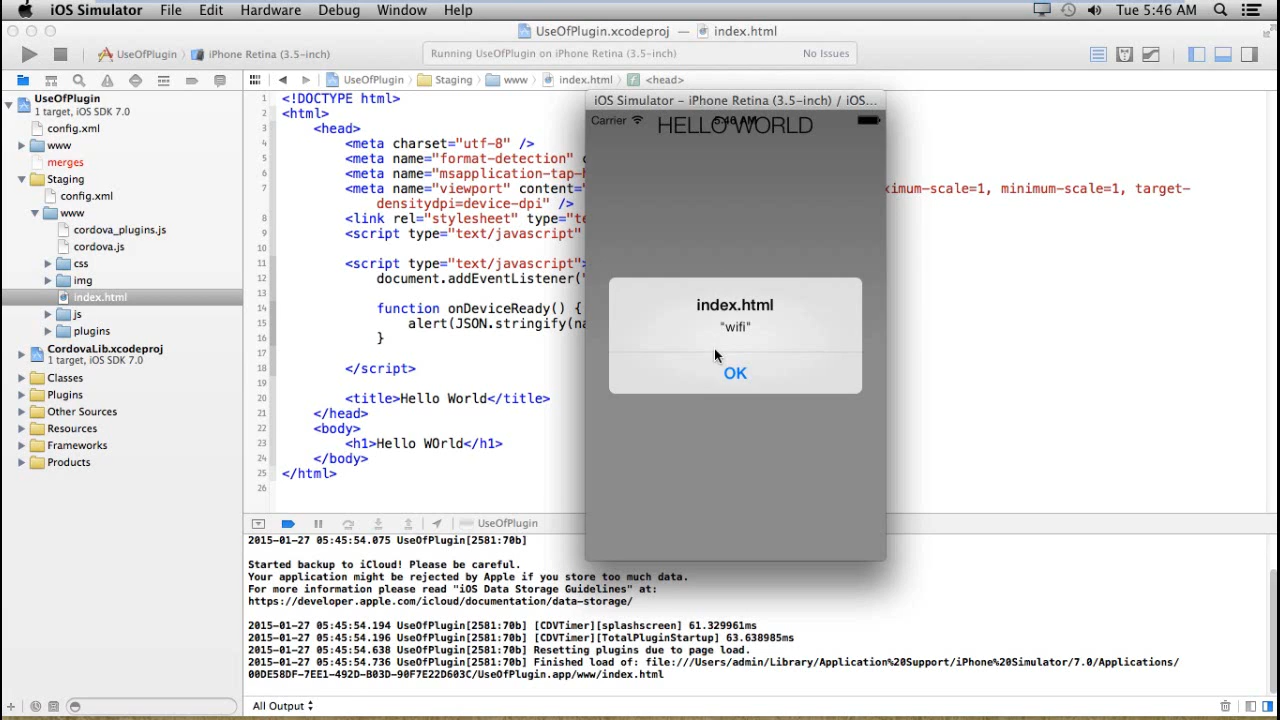 iOS Simulator File Edit Hardware Debug Window Help Tue 5:46 AM
UseOfPlugin.xcodeproj — index.html
UseOfPlugin iPhone Retina (3.5-inch) Running UseOfPlugin on iPhone Retina (3.5-inch) No Issues
UseOfPlugin Staging www index.html <head>
UseOfPlugin
1 target, iOS SDK 7.0
config.xml
www
merges
Staging
config.xml
www
cordova_plugins.js
cordova.js
css
img
index.html
js
plugins
CordovaLib.xcodeproj
1 target, iOS SDK 7.0
Classes
Plugins
Other Sources
Resources
Frameworks
Products
1 <!DOCTYPE html>
2 <html>
3 <head>
4 <meta charset="utf-8" />
5 <meta name="format-detection"
6 <meta name="msapplication-tap-
7 <meta name="viewport" content= ximum-scale=1, minimum-scale=1, target-
densitydpi=device-dpi" />
8 <link rel="stylesheet" type="te
9 <script type="text/javascript"
10
11 <script type="text/javascript">
12 document.addEventListener(
13
14 function onDeviceReady() {
15 alert(JSON.stringify(na
16 }
17
18 </script>
19
20 <title>Hello World</title>
21 </head>
22 <body>
23 <h1>Hello WOrld</h1>
24 </body>
25 </html>
26
iOS Simulator – iPhone Retina (3.5-inch) / iOS...
Carrier 5:46 AM
HELLO WORLD
index.html
"wifi"
OK
UseOfPlugin
2015-01-27 05:45:54.075 UseOfPlugin[2581:70b]
Started backup to iCloud! Please be careful.
Your application might be rejected by Apple if you store too much data.
For more information please read "iOS Data Storage Guidelines" at:
https://developer.apple.com/icloud/documentation/data-storage/
2015-01-27 05:45:54.194 UseOfPlugin[2581:70b] [CDVTimer][splashscreen] 61.329961ms
2015-01-27 05:45:54.196 UseOfPlugin[2581:70b] [CDVTimer][TotalPluginStartup] 63.638985ms
2015-01-27 05:45:54.638 UseOfPlugin[2581:70b] Resetting plugins due to page load.
2015-01-27 05:45:54.736 UseOfPlugin[2581:70b] Finished load of: file:///Users/admin/Library/Application%20Support/iPhone%20Simulator/7.0/Applications/
00DE58DF-7EE1-492D-B03D-90F7E22D603C/UseOfPlugin.app/www/index.html
All Output